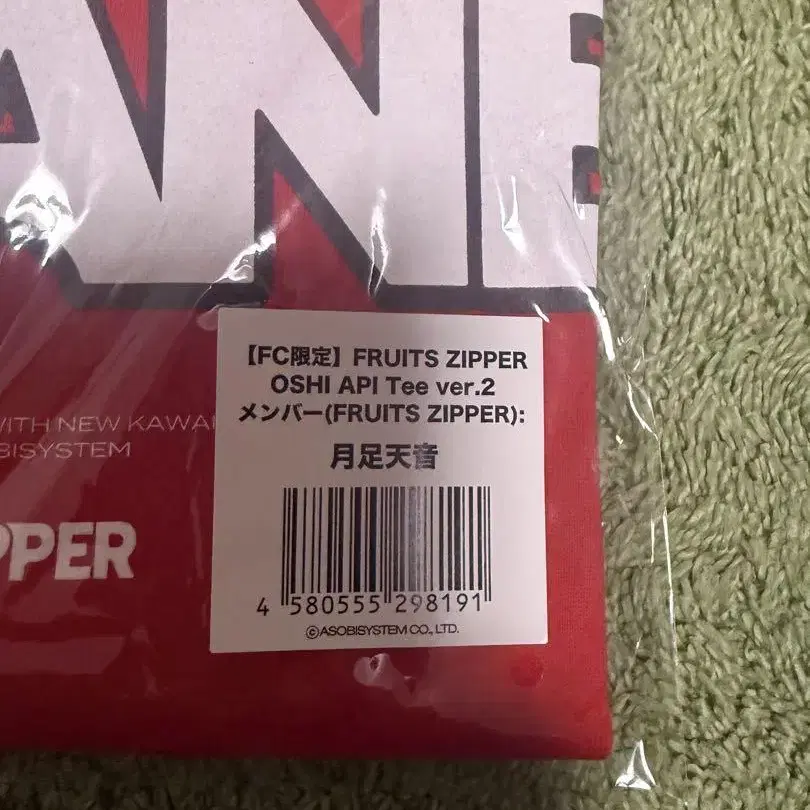 ANE
【FC限定】FRUITS ZIPPER
OSHI API Tee ver.2
メンバー(FRUITS ZIPPER):
月足天音
4 580555 298191
©ASOBISYSTEM CO., LTD.
WITH NEW KAWAI
BISYSTEM
PPER